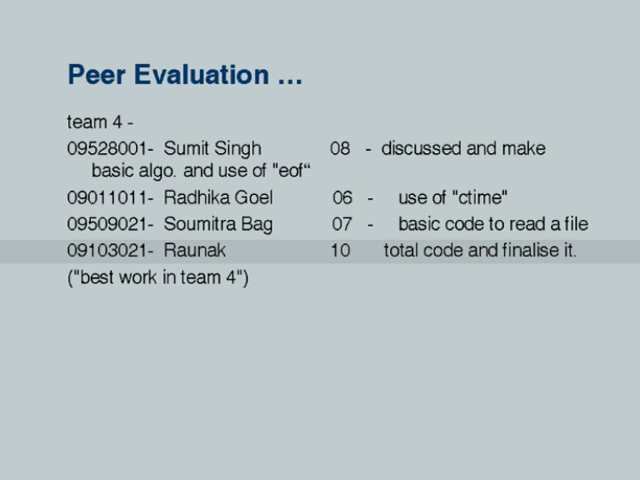 Peer Evaluation …
team 4 -
09528001- Sumit Singh 08 - discussed and make
basic algo. and use of "eof“
09011011- Radhika Goel 06 - use of "ctime"
09509021- Soumitra Bag 07 - basic code to read a file
09103021- Raunak 10 total code and finalise it.
("best work in team 4")